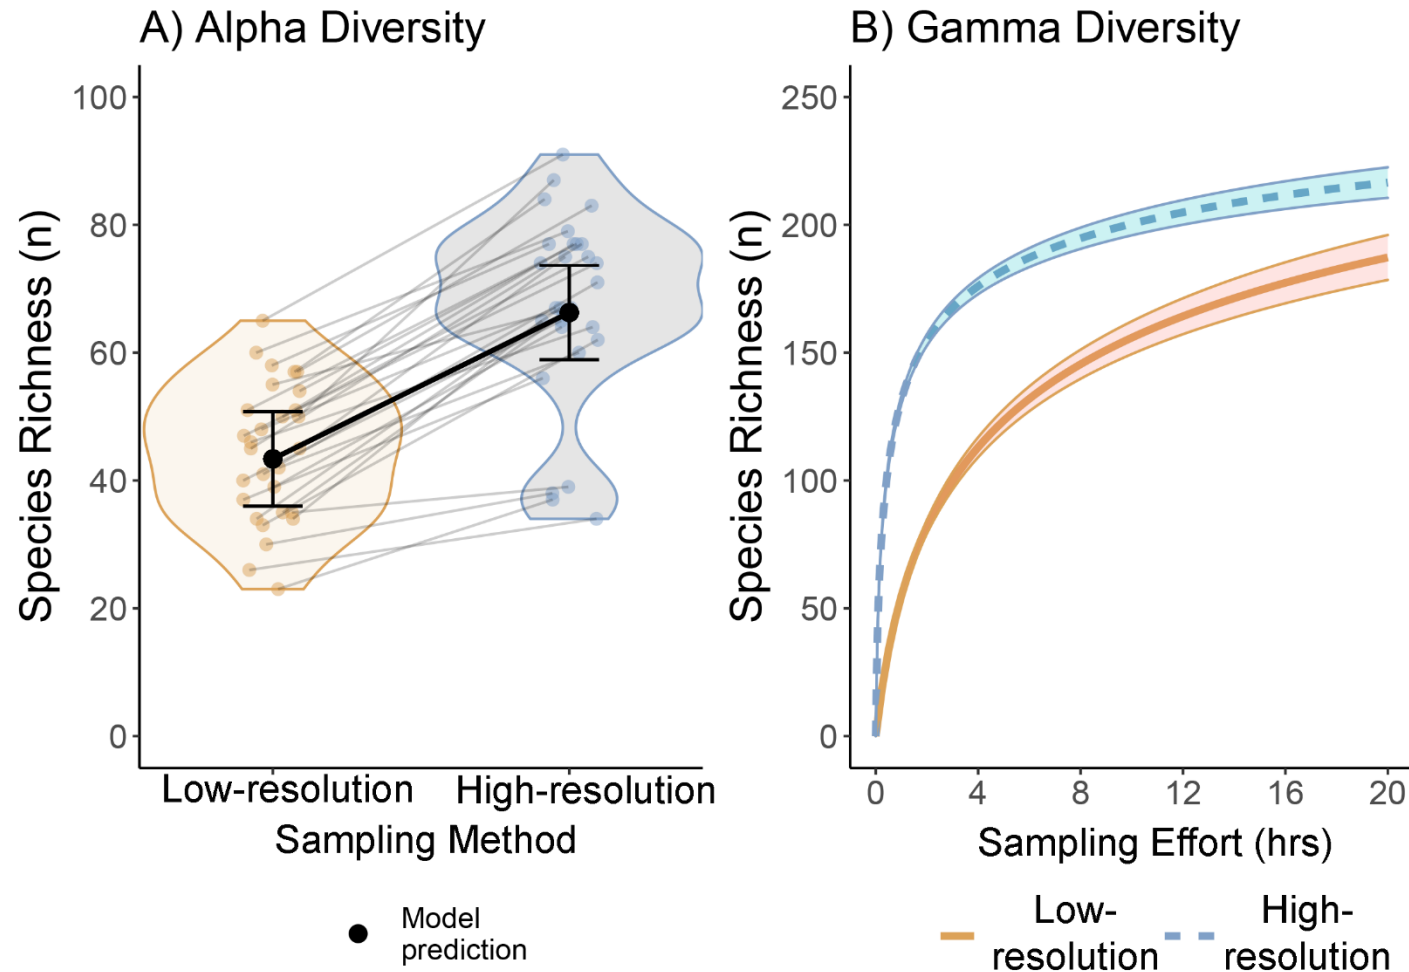 A) Alpha Diversity
B) Gamma Diversity
Species Richness (n)
100
80
60
40
20
0
Low-resolution
High-resolution
Sampling Method
Model
prediction
Species Richness (n)
250
200
150
100
50
0
0
4
8
12
16
20
Sampling Effort (hrs)
Low-
resolution
High-
resolution